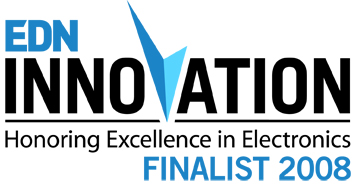 EDN
INNOVATION
Honoring Excellence in Electronics
FINALIST 2008